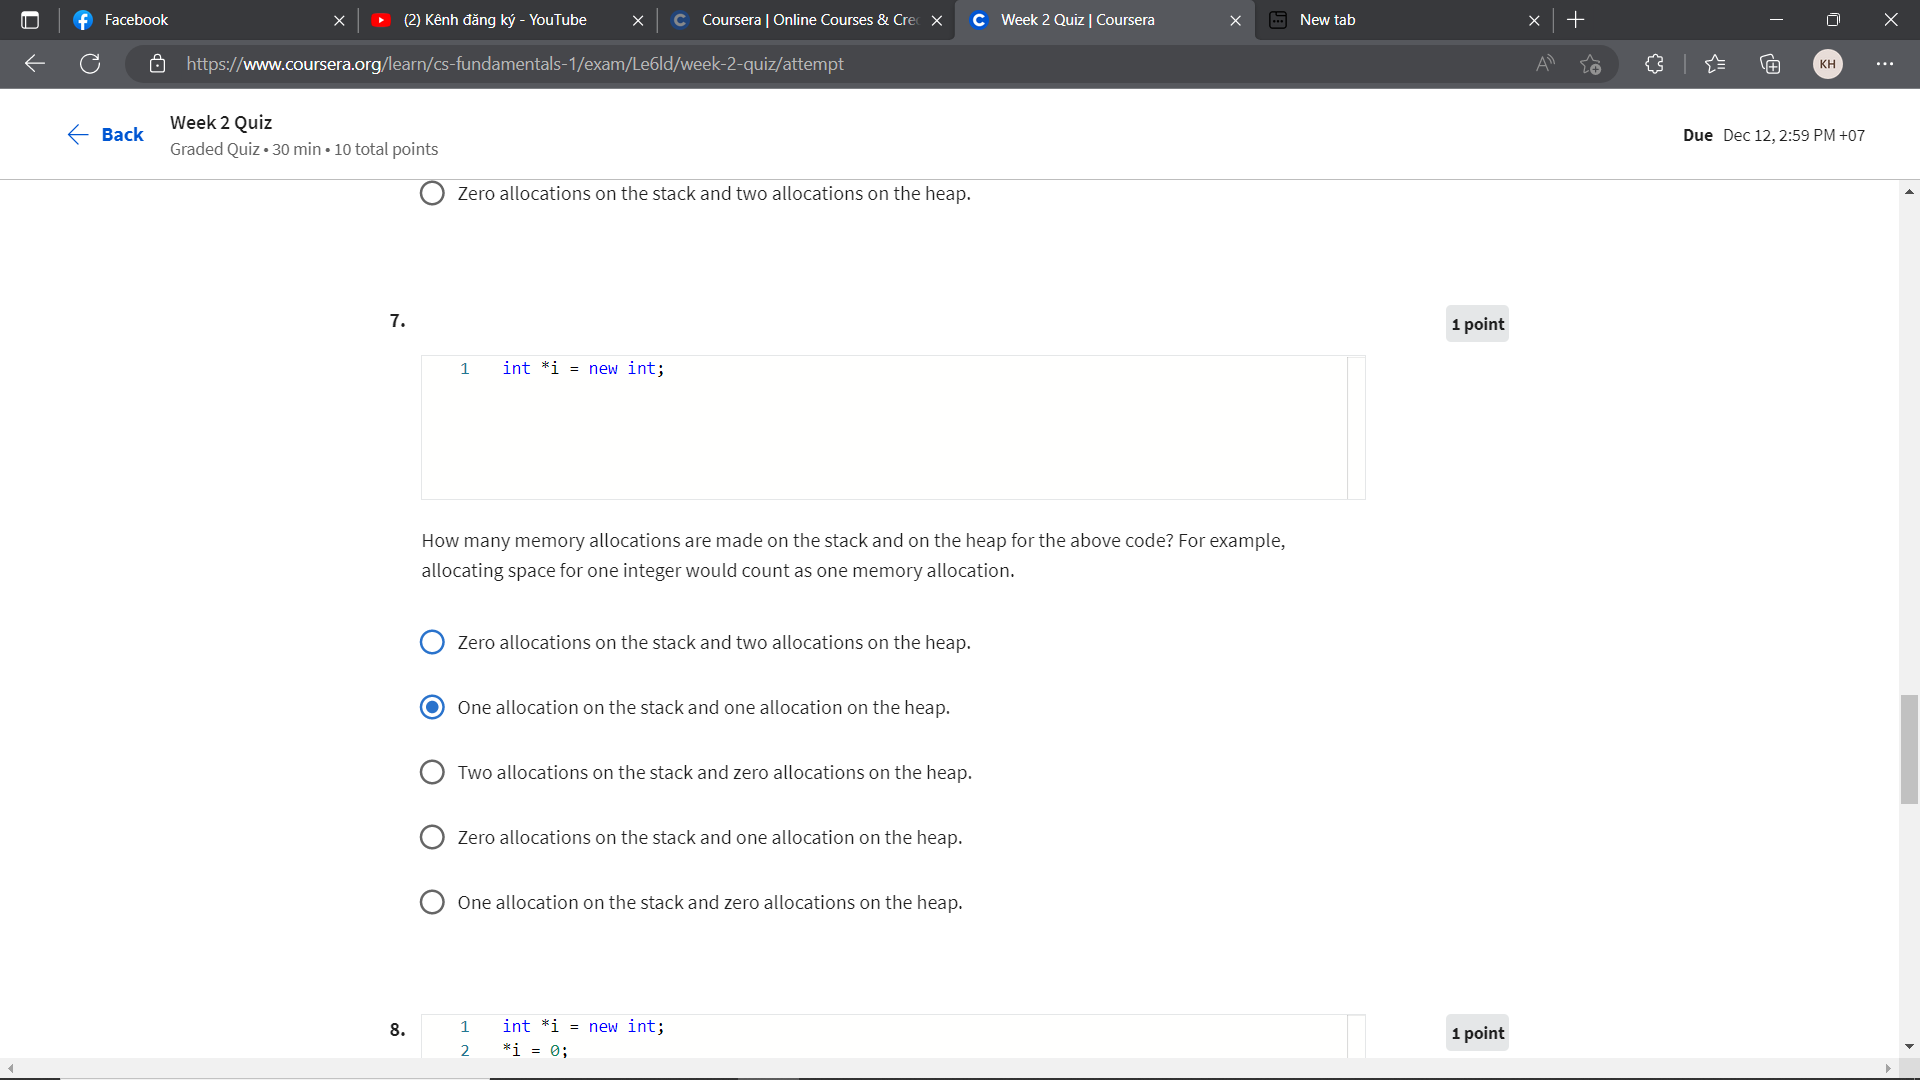 Facebook
(2) Kênh đăng ký - YouTube
Coursera | Online Courses & Cre
Week 2 Quiz | Coursera
New tab
https://www.coursera.org/learn/cs-fundamentals-1/exam/Le6ld/week-2-quiz/attempt
KH
Back
Week 2 Quiz
Graded Quiz • 30 min • 10 total points
Due Dec 12, 2:59 PM +07
Zero allocations on the stack and two allocations on the heap.
7.
1 point
1 int *i = new int;
How many memory allocations are made on the stack and on the heap for the above code? For example,
allocating space for one integer would count as one memory allocation.
Zero allocations on the stack and two allocations on the heap.
One allocation on the stack and one allocation on the heap.
Two allocations on the stack and zero allocations on the heap.
Zero allocations on the stack and one allocation on the heap.
One allocation on the stack and zero allocations on the heap.
8.
1 point
1 int *i = new int;
2 *i = 0;